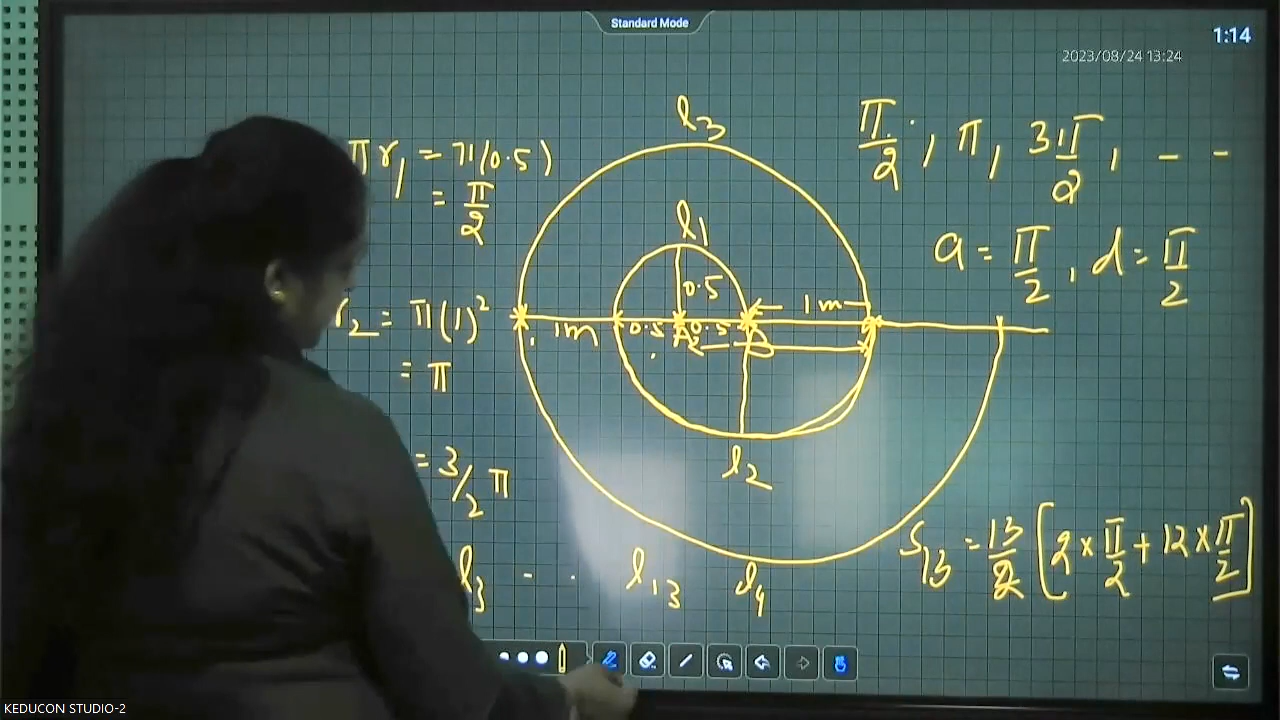 Standard Mode
1:14
2023/08/24 13:24
l3
π/2, π, 3π/2, - -
πr1 = π(0.5)
= π/2
l1
a = π/2, d = π/2
0.5
1m
r2 = π(1)²
1m
0.5
0.5
= π
l2
= 3/2 π
S13 = 13/2 [2 × π/2 + 12 × π/2]
l3 - - l13
l4
KEDUCON STUDIO-2